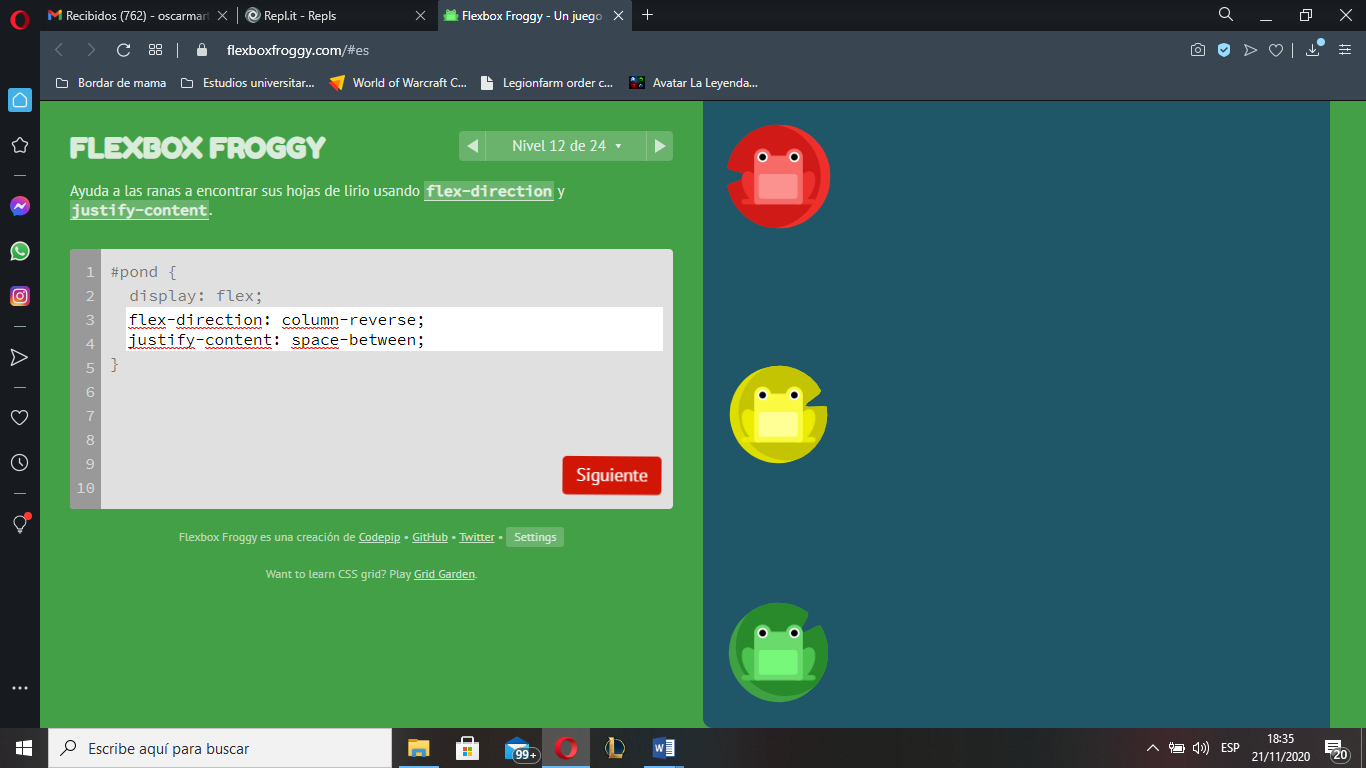 Recibidos (762) - oscarmar
Repl.it - Repls
Flexbox Froggy - Un juego
flexboxfroggy.com/#es
Bordar de mama
Estudios universitar...
World of Warcraft C...
Legionfarm order c...
Avatar La Leyenda...
FLEXBOX FROGGY
Nivel 12 de 24
Ayuda a las ranas a encontrar sus hojas de lirio usando flex-direction y
justify-content.
1 #pond {
2 display: flex;
3 flex-direction: column-reverse;
4 justify-content: space-between;
5 }
6
7
8
9
10
Siguiente
Flexbox Froggy es una creación de Codepip • GitHub • Twitter • Settings
Want to learn CSS grid? Play Grid Garden.
Escribe aquí para buscar
99+
ESP
18:35
21/11/2020
20